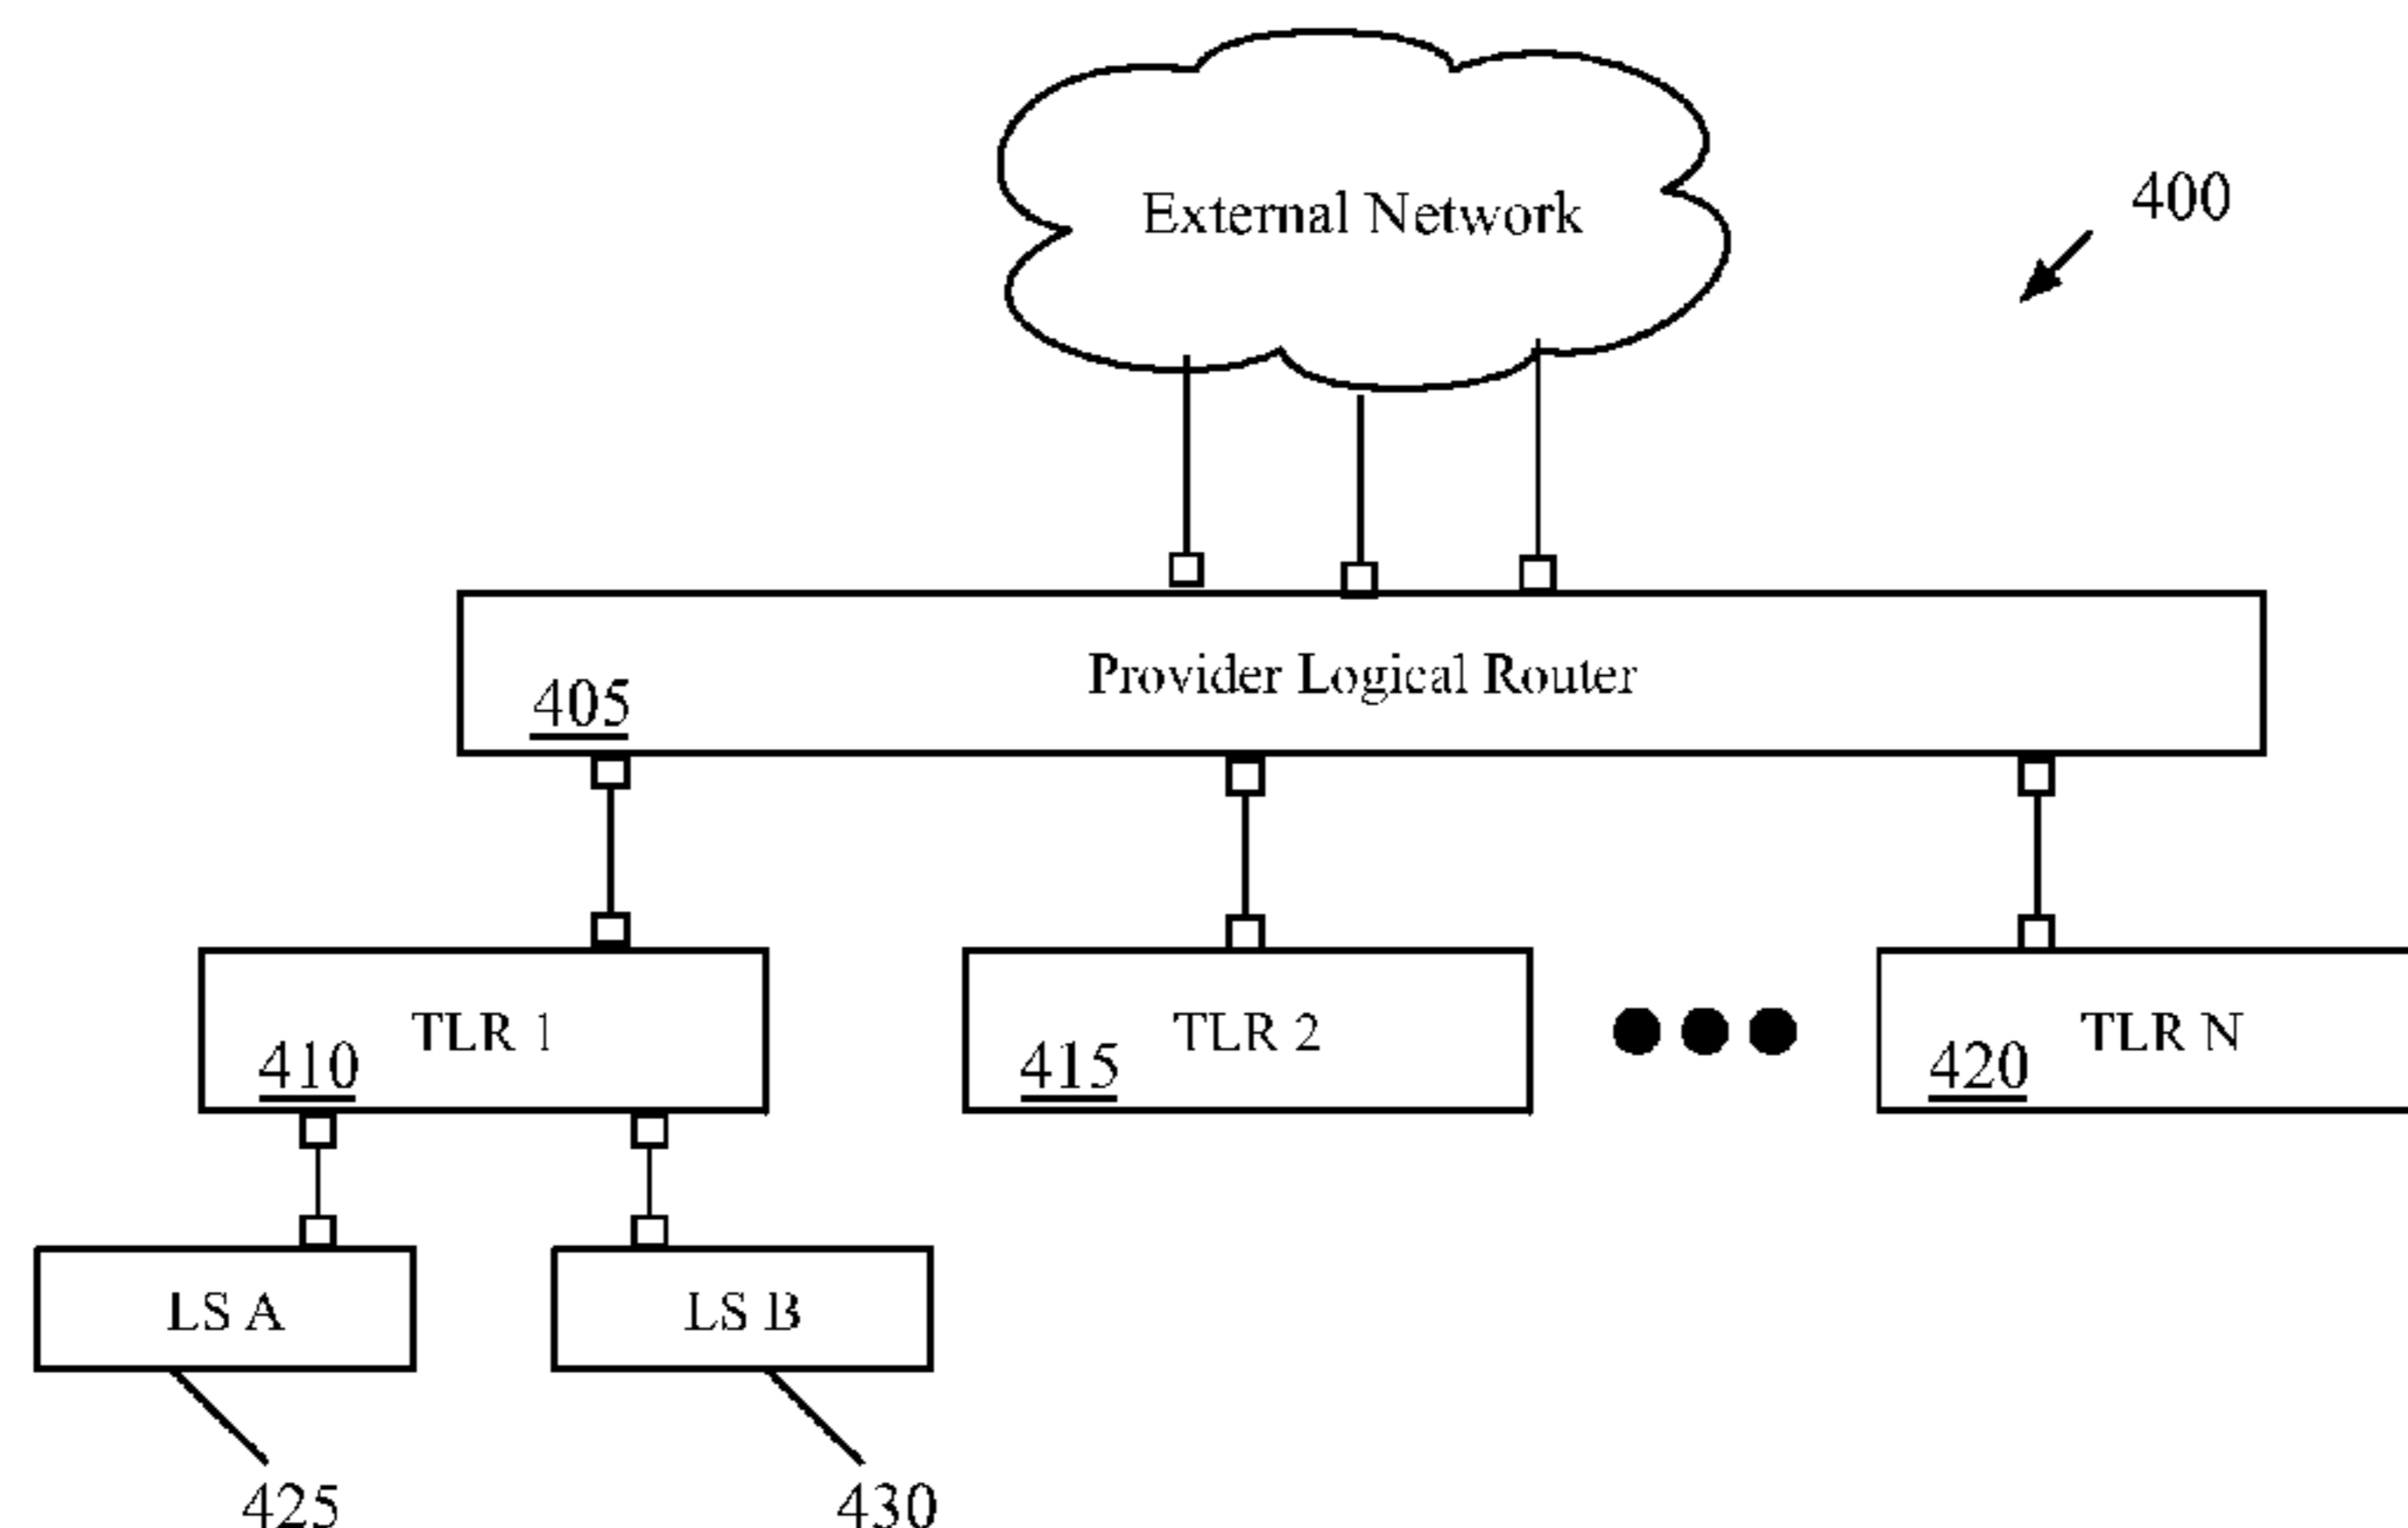 External Network
400
Provider Logical Router
405
TLR 1
410
TLR 2
415
TLR N
420
LS A
LS B
425
430